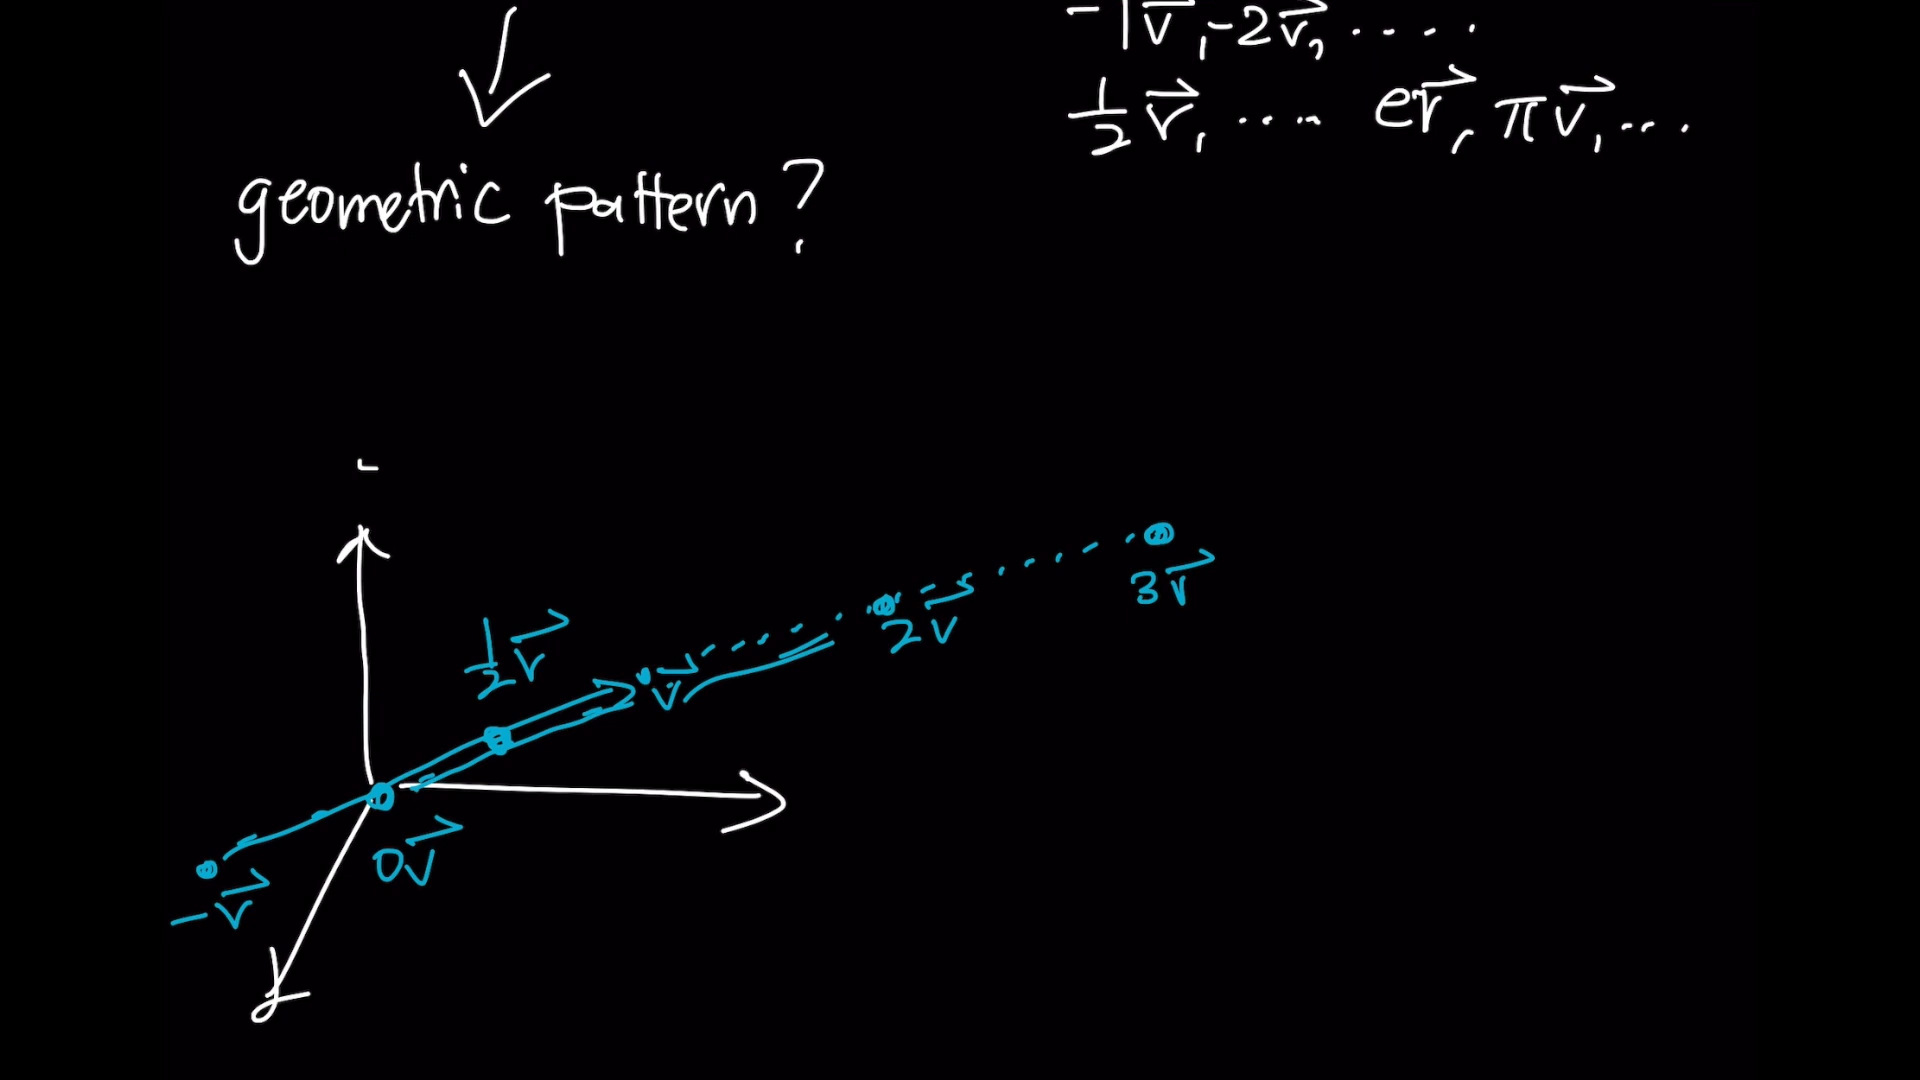 -1v⃗, -2v⃗, ....
½v⃗, .... ev⃗, πv⃗, ...
geometric pattern?
3v⃗
2v⃗
½v⃗
v⃗
0v⃗
-v⃗